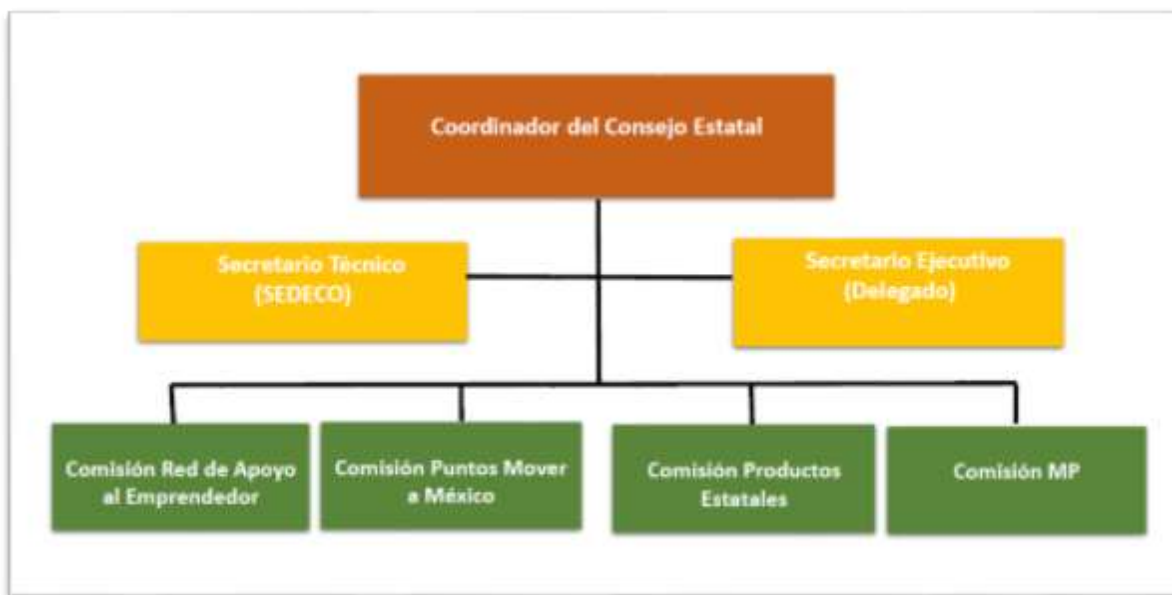 Coordinador del Consejo Estatal
Secretario Técnico
(SEDECO)
Secretario Ejecutivo
(Delegado)
Comisión Red de Apoyo
al Emprendedor
Comisión Puntos Mover
a México
Comisión Productos
Estatales
Comisión MP